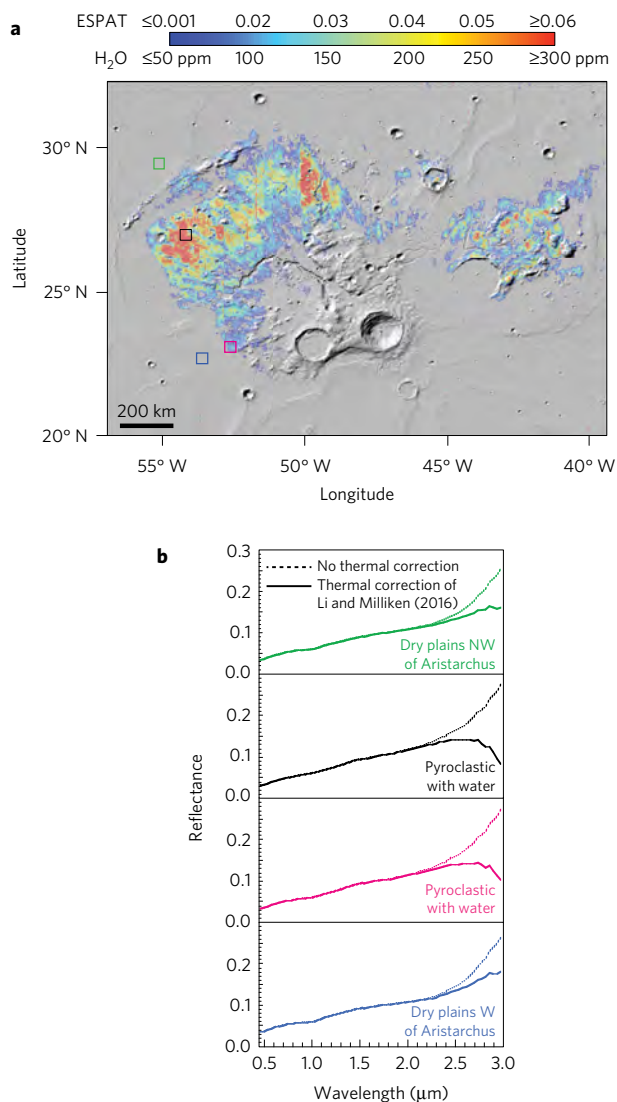 a
ESPAT ≤0.001 0.02 0.03 0.04 0.05 ≥0.06
H₂O ≤50 ppm 100 150 200 250 ≥300 ppm
30° N
25° N
20° N
Latitude
200 km
55° W 50° W 45° W 40° W
Longitude
b
0.3
0.2
0.1
0.0
No thermal correction
Thermal correction of
Li and Milliken (2016)
Dry plains NW
of Aristarchus
0.2
0.1
0.0
Pyroclastic
with water
Reflectance
0.2
0.1
0.0
Pyroclastic
with water
0.2
0.1
0.0
Dry plains W
of Aristarchus
0.5 1.0 1.5 2.0 2.5 3.0
Wavelength (μm)